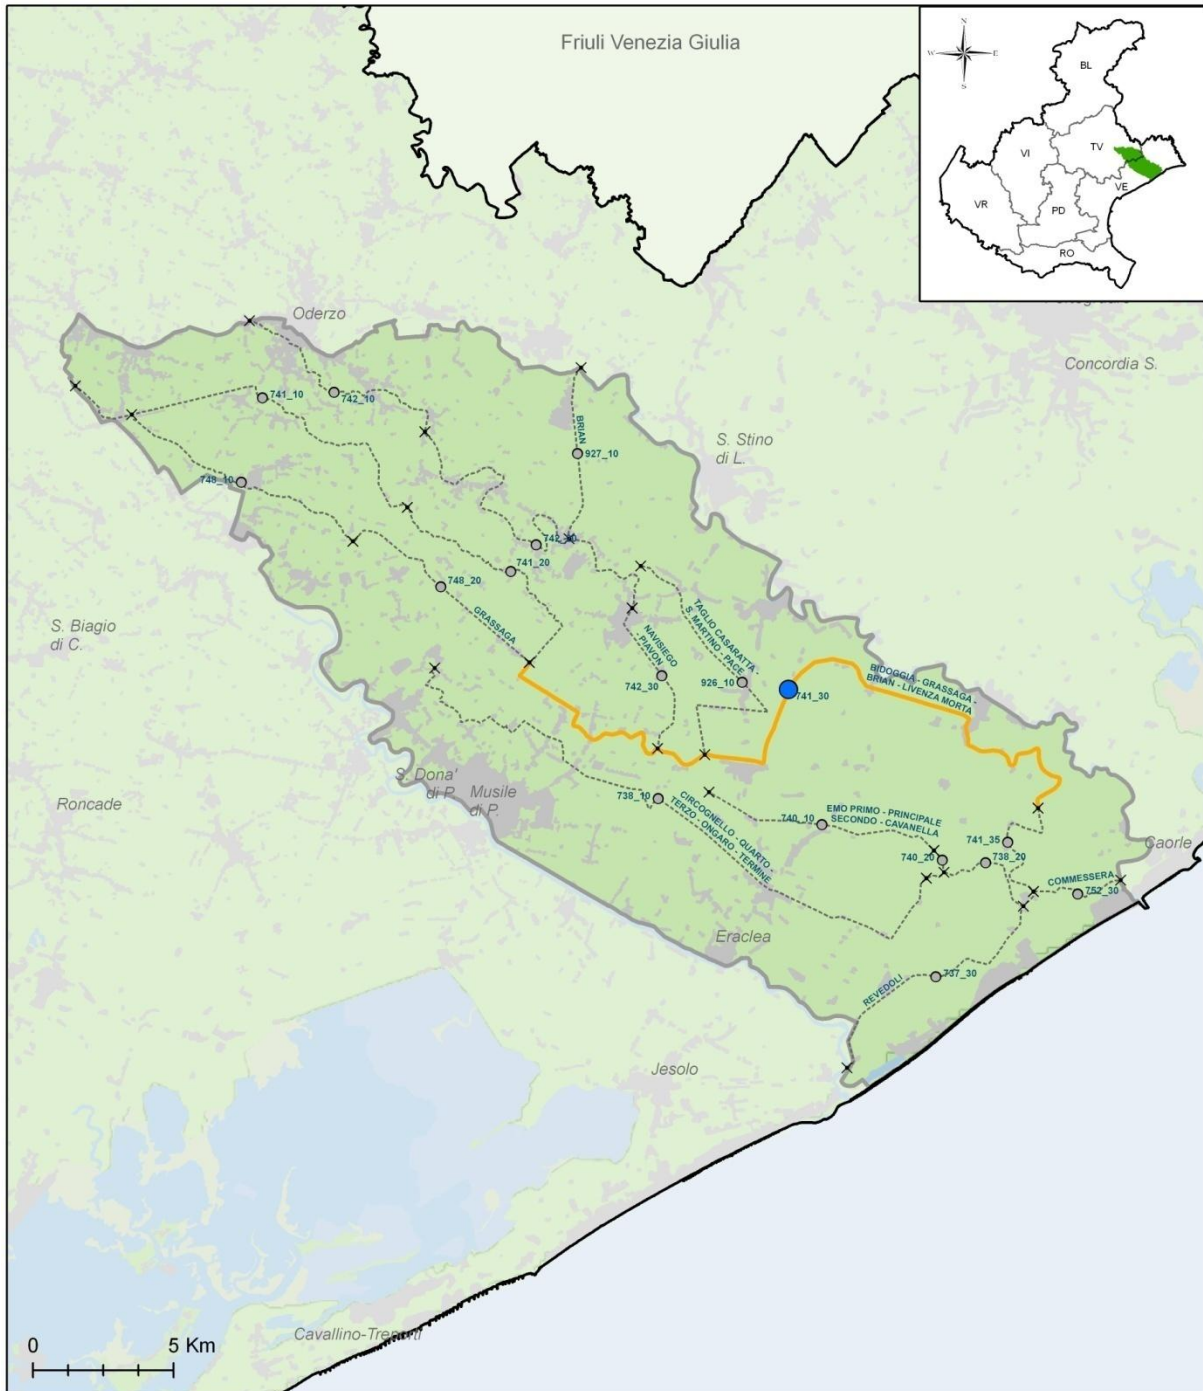 Friuli Venezia Giulia
N
W
E
S
BL
TV
VI
VE
VR
PD
RO
Oderzo
Concordia S.
741_10
742_10
BRIAN
S. Stino
di L.
927_10
748_10
741_20
748_20
GRASSAGA
S. Biagio
di C.
NAVISIEGO
PIAVON
742_30
TAGLIO CASARATTA -
S. MARTINO - PACE
926_10
741_30
BIDOGGIA - GRASSAGA -
BRIAN - LIVENZA MORTA
S. Dona'
di P.
Musile
di P.
Roncade
738_10
CIRCOGNELLO - QUARTO -
TERZO - ONGARO - TERMINE
740_10
EMO PRIMO - PRINCIPALE
SECONDO - CAVANELLA
741_35
Caorle
740_20
738_20
COMMESSERA
752_30
Eraclea
REVEDOLI
737_30
Jesolo
Cavallino-Treporti
0
5 Km